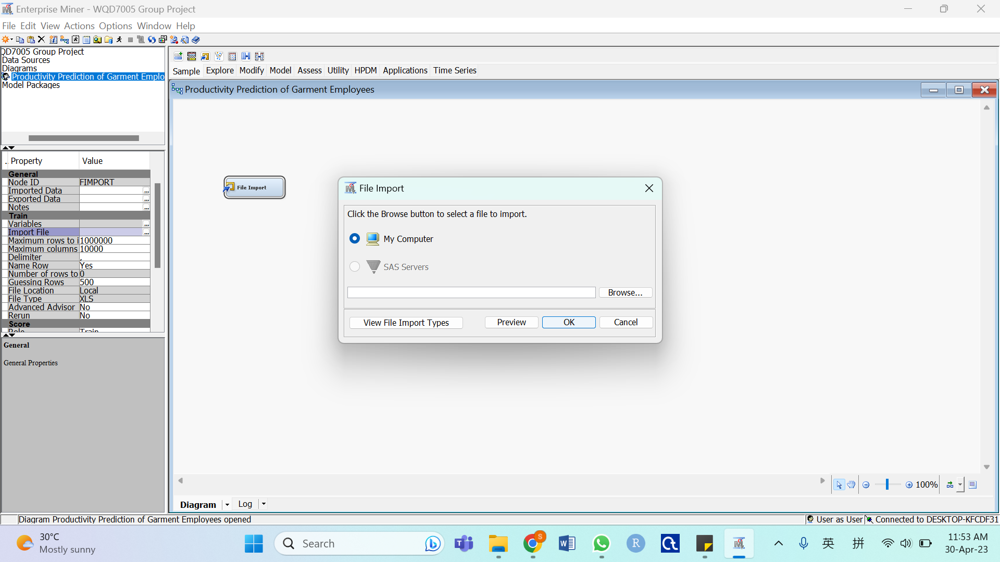 Enterprise Miner - WQD7005 Group Project
File Edit View Actions Options Window Help
QD7005 Group Project
Data Sources
Diagrams
Productivity Prediction of Garment Emplo
Model Packages
Sample Explore Modify Model Assess Utility HPDM Applications Time Series
Productivity Prediction of Garment Employees
. Property Value
General
Node ID FIMPORT
Imported Data ...
Exported Data ...
Notes ...
Train
Variables ...
Import File ...
Maximum rows to i 1000000
Maximum columns 10000
Delimiter ,
Name Row Yes
Number of rows to 0
Guessing Rows 500
File Location Local
File Type XLS
Advanced Advisor No
Rerun No
Score
Role Train
General
General Properties
File Import
File Import
Click the Browse button to select a file to import.
My Computer
SAS Servers
Browse...
View File Import Types Preview OK Cancel
100%
Diagram Log
Diagram Productivity Prediction of Garment Employees opened
User as User Connected to DESKTOP-KFCDF31
30°C
Mostly sunny
Search
S
英 拼
11:53 AM
30-Apr-23